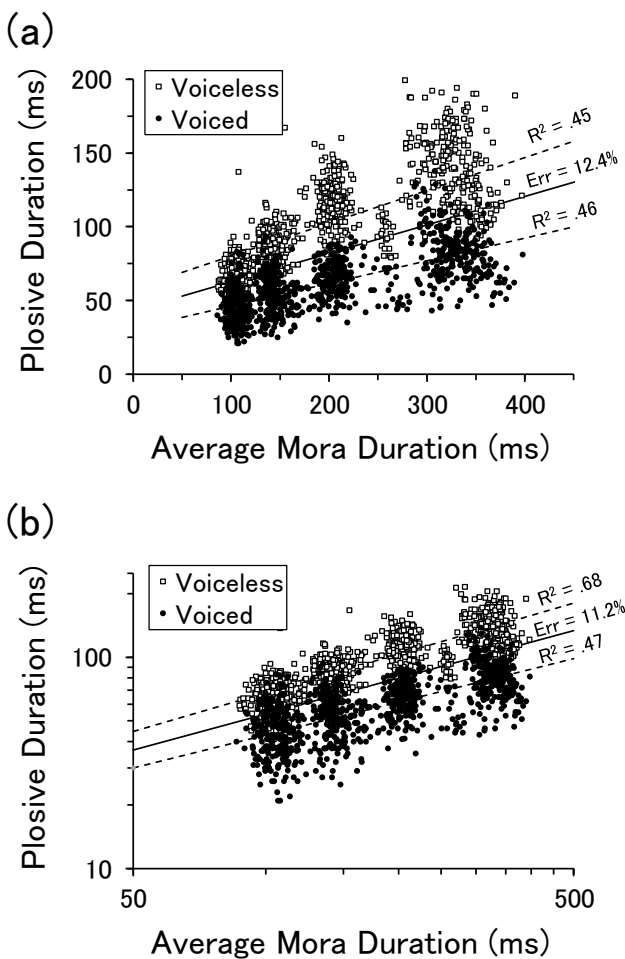 (a)
Plosive Duration (ms)
200
150
100
50
0
Voiceless
Voiced
R² = .45
Err = 12.4%
R² = .46
0 100 200 300 400
Average Mora Duration (ms)
(b)
Plosive Duration (ms)
100
10
Voiceless
Voiced
R² = .68
Err = 11.2%
R² = .47
50 500
Average Mora Duration (ms)